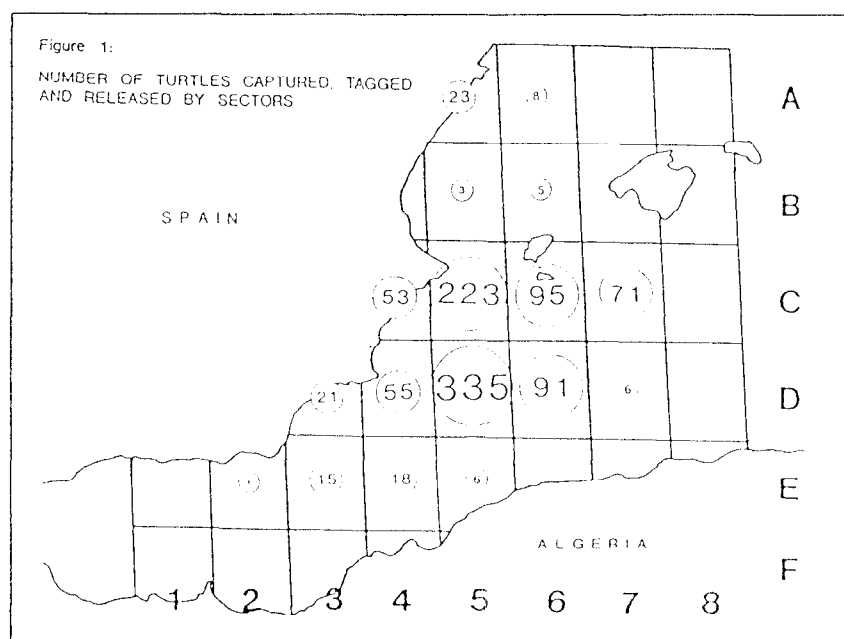 Figure 1:
NUMBER OF TURTLES CAPTURED, TAGGED
AND RELEASED BY SECTORS
23 8 A
SPAIN 3 5 B
53 223 95 71 C
21 55 335 91 6 D
15 18 6 E
ALGERIA F
1 2 3 4 5 6 7 8